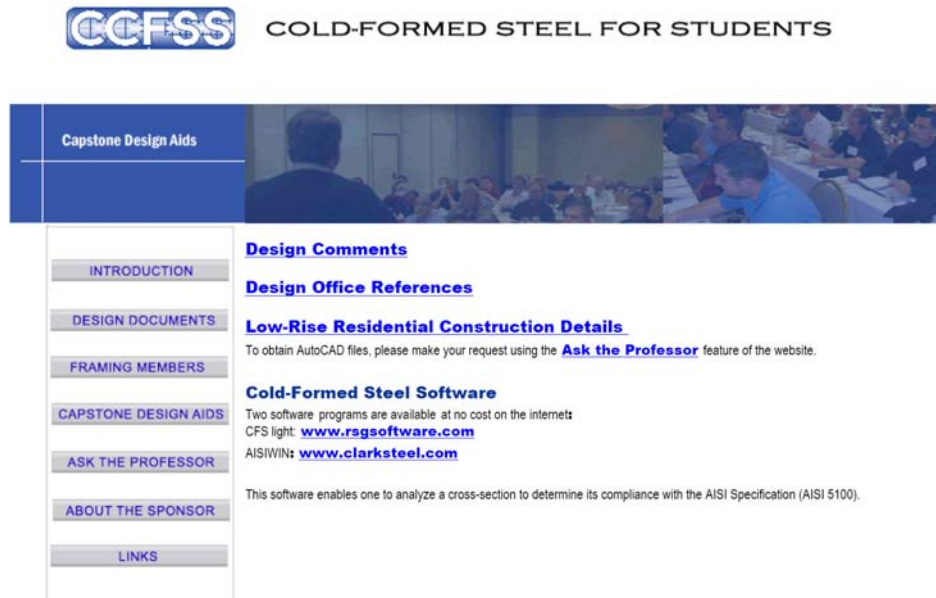 CCFSS COLD-FORMED STEEL FOR STUDENTS
Capstone Design Aids
INTRODUCTION
DESIGN DOCUMENTS
FRAMING MEMBERS
CAPSTONE DESIGN AIDS
ASK THE PROFESSOR
ABOUT THE SPONSOR
LINKS
Design Comments
Design Office References
Low-Rise Residential Construction Details
To obtain AutoCAD files, please make your request using the Ask the Professor feature of the website.
Cold-Formed Steel Software
Two software programs are available at no cost on the internet:
CFS light: www.rsgsoftware.com
AISIWIN: www.clarksteel.com
This software enables one to analyze a cross-section to determine its compliance with the AISI Specification (AISI 5100).